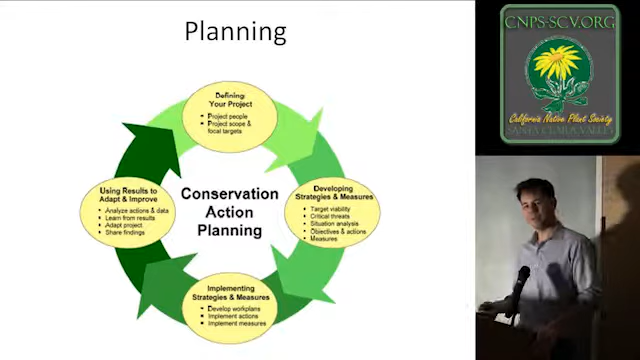 Planning
Defining
Your Project
• Project people
• Project scope &
focal targets
Developing
Strategies & Measures
• Target viability
• Critical threats
• Situation analysis
• Objectives & actions
• Measures
Implementing
Strategies & Measures
• Develop workplans
• Implement actions
• Implement measures
Using Results to
Adapt & Improve
• Analyze actions & data
• Learn from results
• Adapt project
• Share findings
Conservation
Action
Planning
CNPS-SCV.ORG
California Native Plant Society
SANTA CLARA VALLEY